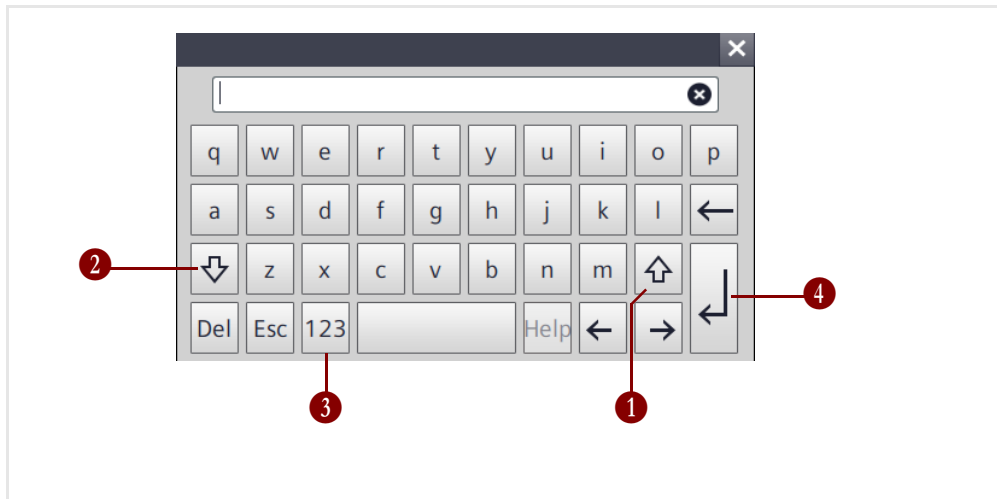 q w e r t y u i o p
a s d f g h j k l
2 z x c v b n m 4
Del Esc 123 Help
3 1